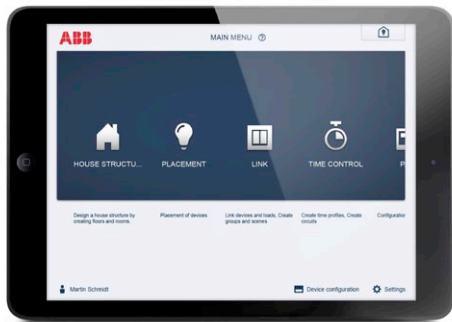 ABB
MAIN MENU ?
HOUSE STRUCTU...
PLACEMENT
LINK
TIME CONTROL
P
Design a house structure by
creating floors and rooms.
Placement of devices
Link devices and loads, Create
groups and scenes
Create time profiles, Create
circuits
Configuration
Martin Schmidt
Device configuration
Settings